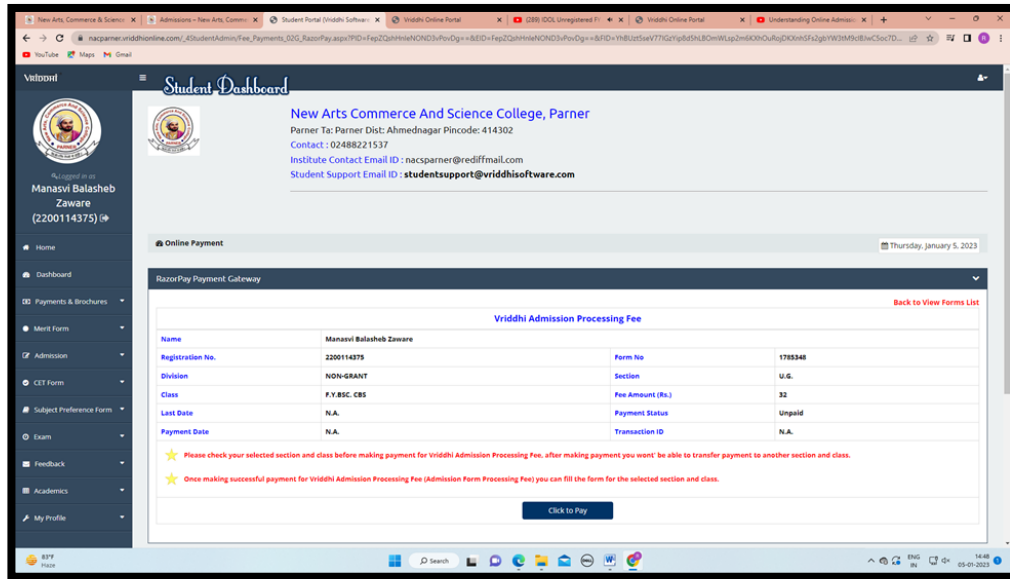 New Arts, Commerce & Science
Admissions – New Arts, Comme
Student Portal (Vriddhi Software
Vriddhi Online Portal
(289) IDOL Unregistered F
Vriddhi Online Portal
Understanding Online Admissi
YouTube
Maps
Gmail
Student Dashboard
New Arts Commerce And Science College, Parner
Parner Ta: Parner Dist: Ahmednagar Pincode: 414302
Contact : 02488221537
Institute Contact Email ID : nacsparner@rediffmail.com
Student Support Email ID : studentsupport@vriddhisoftware.com
Logged in as
Manasvi Balasheb
Zaware
(2200114375)
Home
Dashboard
Payments & Brochures
Merit Form
Admission
CET Form
Subject Preference Form
Exam
Feedback
Academics
My Profile
Online Payment
Thursday, January 5, 2023
RazorPay Payment Gateway
Back to View Forms List
Vriddhi Admission Processing Fee
Name Manasvi Balasheb Zaware
Registration No. 2200114375 Form No 1785348
Division NON-GRANT Section U.G.
Class F.Y.BSC. CBS Fee Amount (Rs.) 32
Last Date N.A. Payment Status Unpaid
Payment Date N.A. Transaction ID N.A.
Please check your selected section and class before making payment for Vriddhi Admission Processing Fee, after making payment you wont' be able to transfer payment to another section and class.
Once making successful payment for Vriddhi Admission Processing Fee (Admission Form Processing Fee) you can fill the form for the selected section and class.
Click to Pay
83°F
Haze
Search
ENG
IN
14:48
05-01-2023